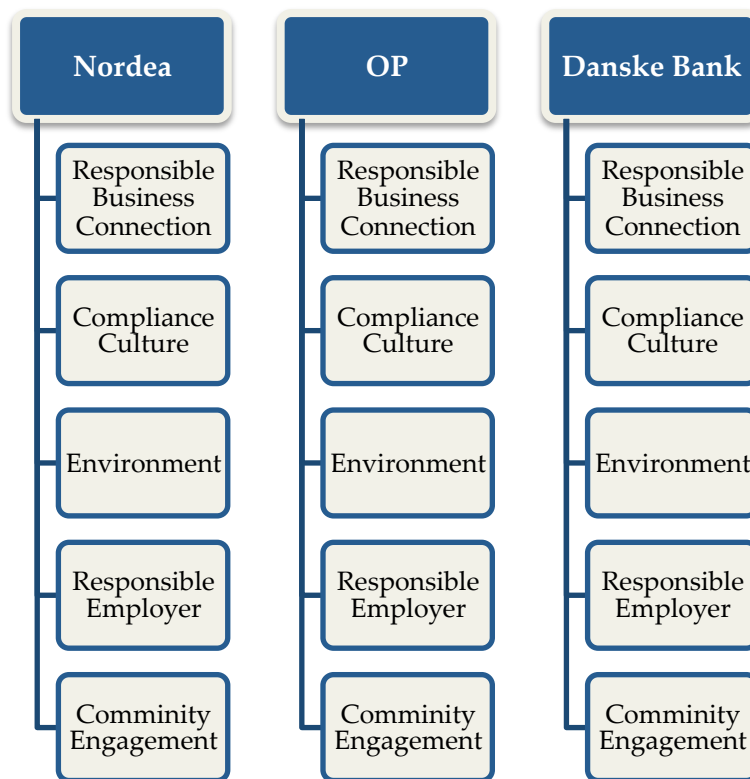 Nordea
Responsible
Business
Connection
Compliance
Culture
Environment
Responsible
Employer
Comminity
Engagement
OP
Responsible
Business
Connection
Compliance
Culture
Environment
Responsible
Employer
Comminity
Engagement
Danske Bank
Responsible
Business
Connection
Compliance
Culture
Environment
Responsible
Employer
Comminity
Engagement